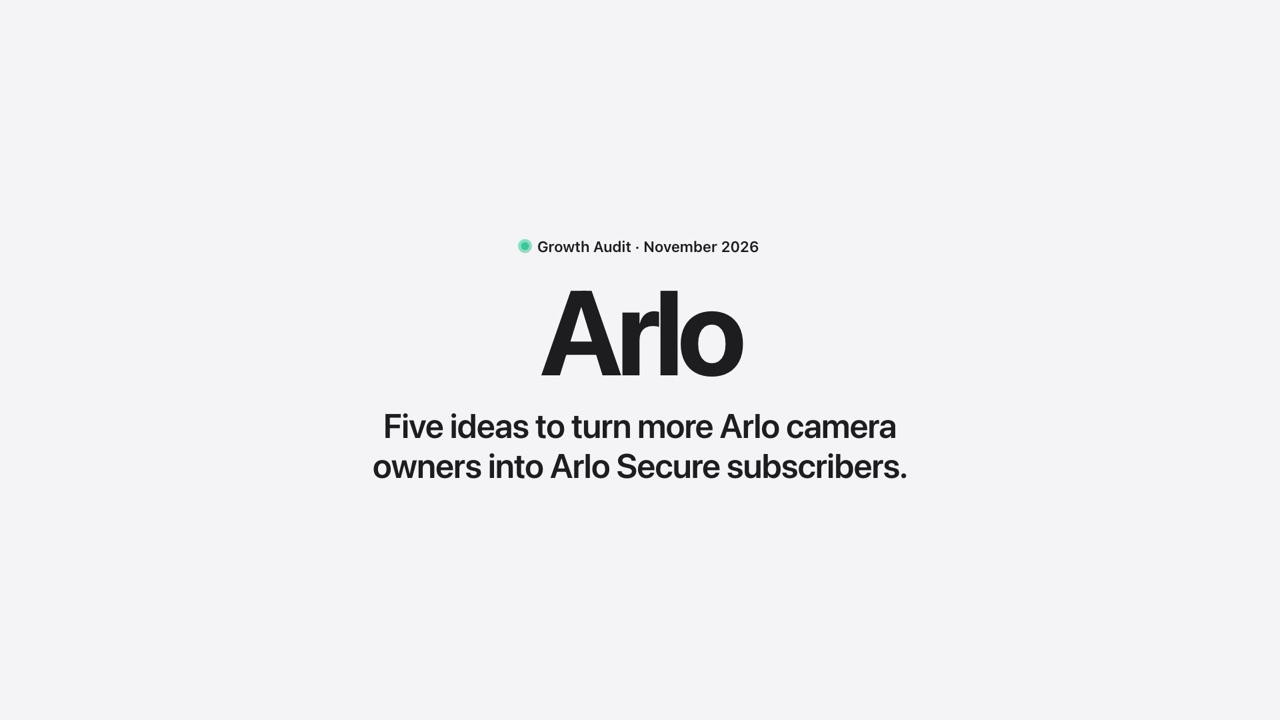 Growth Audit · November 2026
Arlo
Five ideas to turn more Arlo camera
owners into Arlo Secure subscribers.